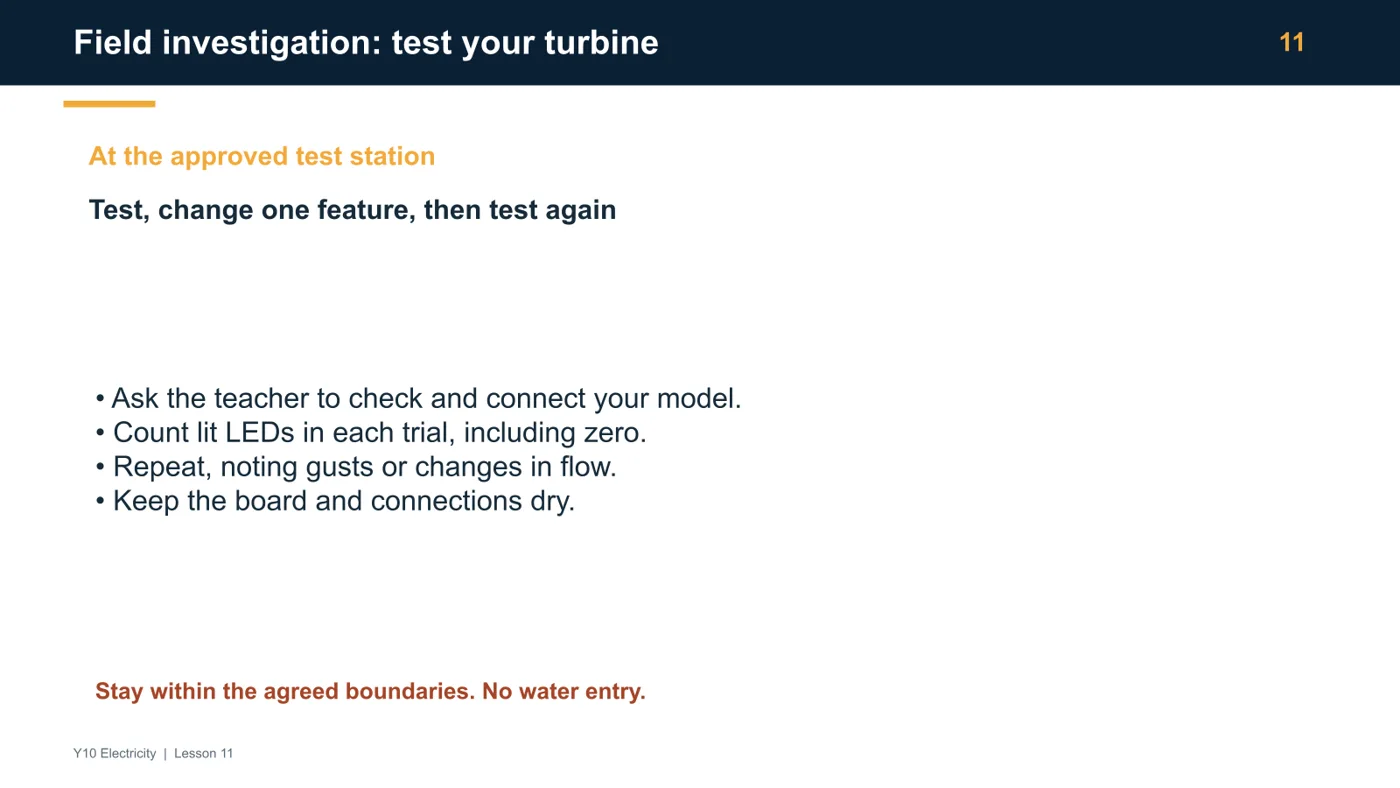 Field investigation: test your turbine
11
At the approved test station
Test, change one feature, then test again
• Ask the teacher to check and connect your model.
• Count lit LEDs in each trial, including zero.
• Repeat, noting gusts or changes in flow.
• Keep the board and connections dry.
Stay within the agreed boundaries. No water entry.
Y10 Electricity | Lesson 11